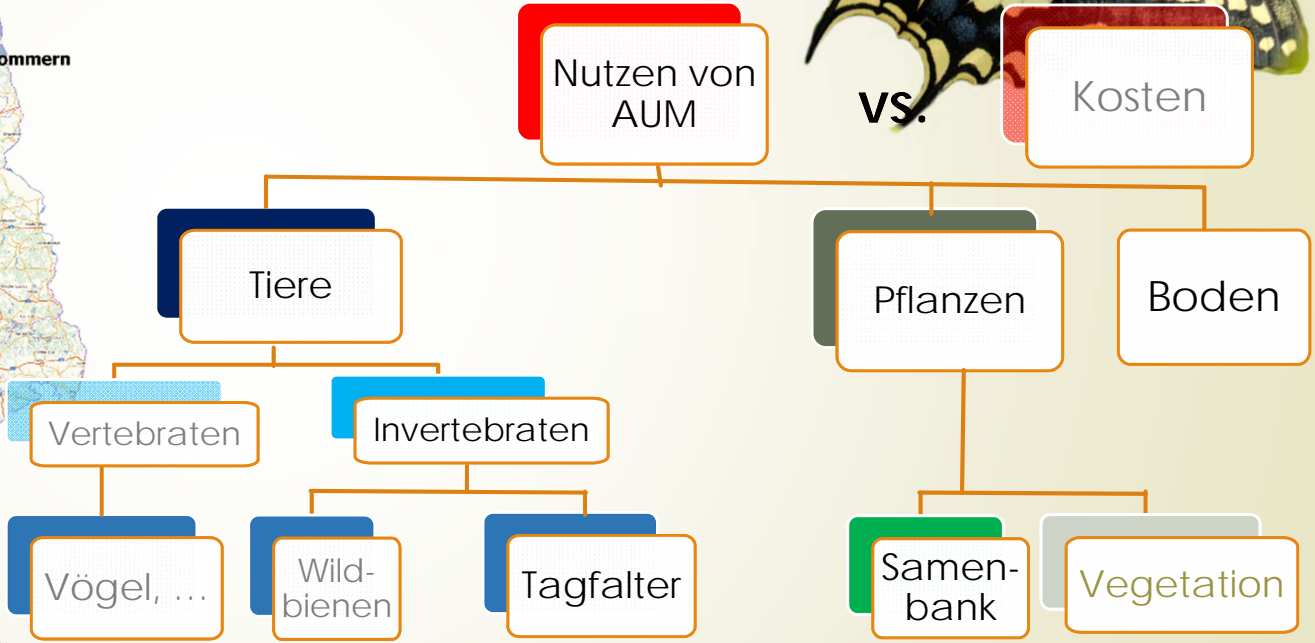 ommern
Nutzen von
AUM
vs.
Kosten
Tiere
Pflanzen
Boden
Vertebraten
Invertebraten
Vögel, ...
Wild-
bienen
Tagfalter
Samen-
bank
Vegetation